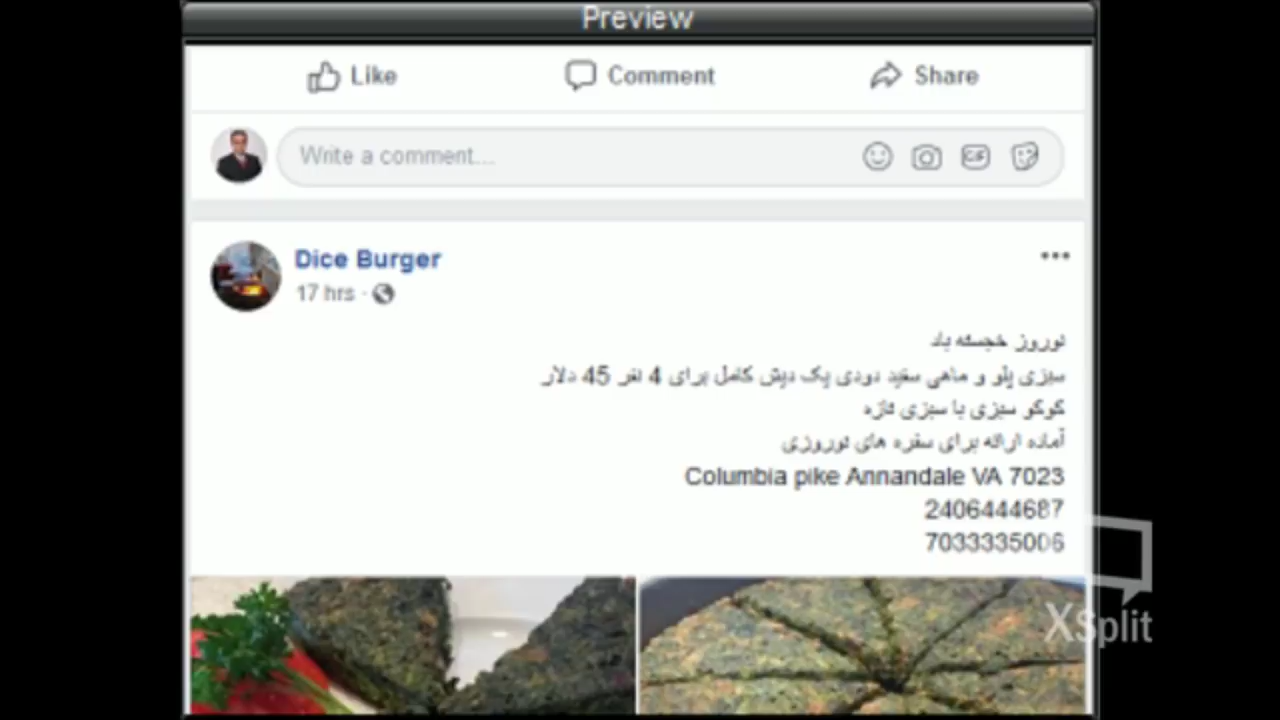 Preview
Like Comment Share
Write a comment...
GIF
Dice Burger
17 hrs ·
نوروز خجسته باد
سبزی پلو و ماهی سفید دودی یک دیش کامل برای 4 نفر 45 دلار
کوکو سبزی با سبزی تازه
آماده ارائه برای سفره های نوروزی
Columbia pike Annandale VA 7023
2406444687
7033335006
XSplit